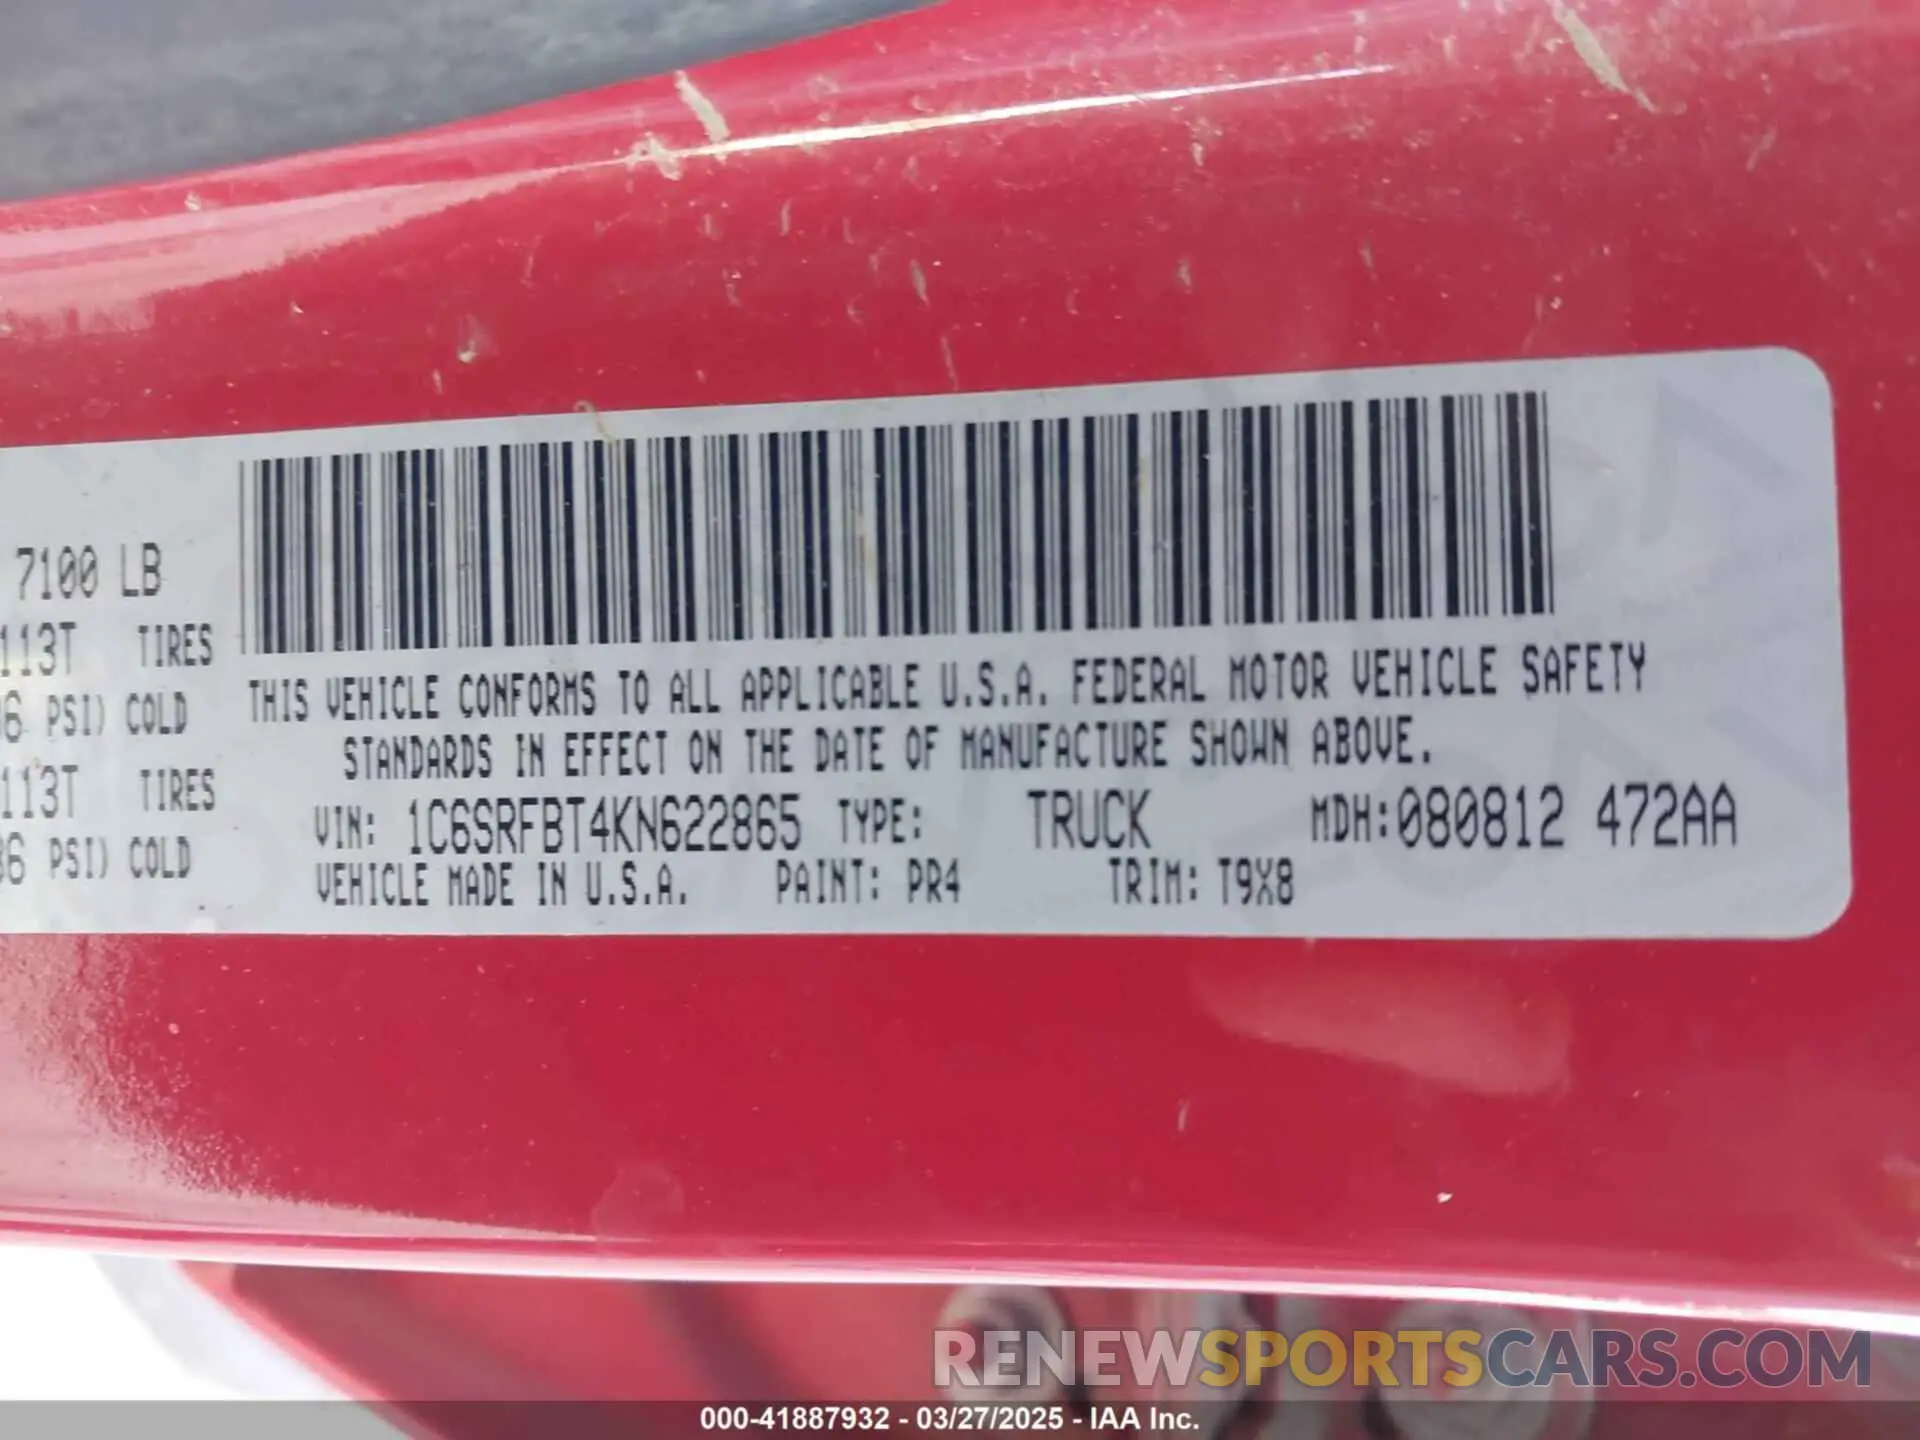 7100 LB
113T TIRES
36 PSI) COLD
113T TIRES
36 PSI) COLD
THIS VEHICLE CONFORMS TO ALL APPLICABLE U.S.A. FEDERAL MOTOR VEHICLE SAFETY
STANDARDS IN EFFECT ON THE DATE OF MANUFACTURE SHOWN ABOVE.
VIN: 1C6SRFBT4KN622865 TYPE: TRUCK MDH:080812 472AA
VEHICLE MADE IN U.S.A. PAINT: PR4 TRIM: T9X8
RENEWSPORTSCARS.COM
000-41887932 - 03/27/2025 - IAA Inc.